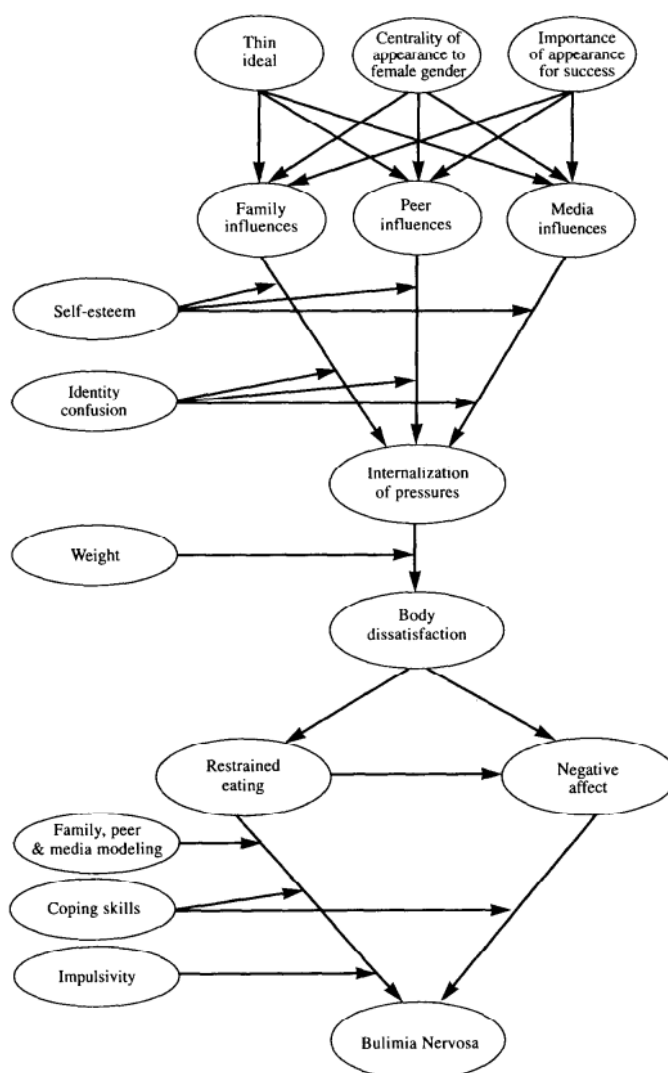 Thin
ideal
Centrality of
appearance to
female gender
Importance
of appearance
for success
Family
influences
Peer
influences
Media
influences
Self-esteem
Identity
confusion
Internalization
of pressures
Weight
Body
dissatisfaction
Restrained
eating
Negative
affect
Family, peer
& media modeling
Coping skills
Impulsivity
Bulimia Nervosa